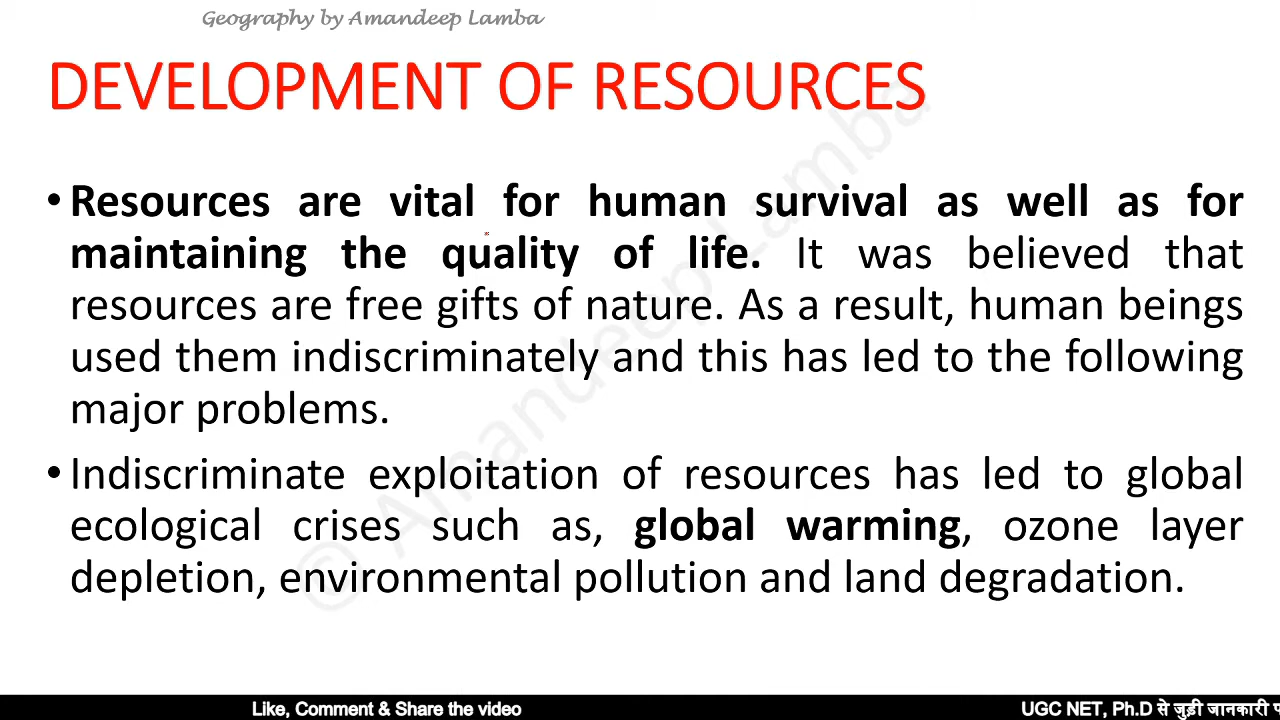 Geography by Amandeep Lamba
DEVELOPMENT OF RESOURCES
• Resources are vital for human survival as well as for
maintaining the quality of life. It was believed that
resources are free gifts of nature. As a result, human beings
used them indiscriminately and this has led to the following
major problems.
• Indiscriminate exploitation of resources has led to global
ecological crises such as, global warming, ozone layer
depletion, environmental pollution and land degradation.
© Amandeep Lamba
Like, Comment & Share the video
UGC NET, Ph.D से जुड़ी जानकारी